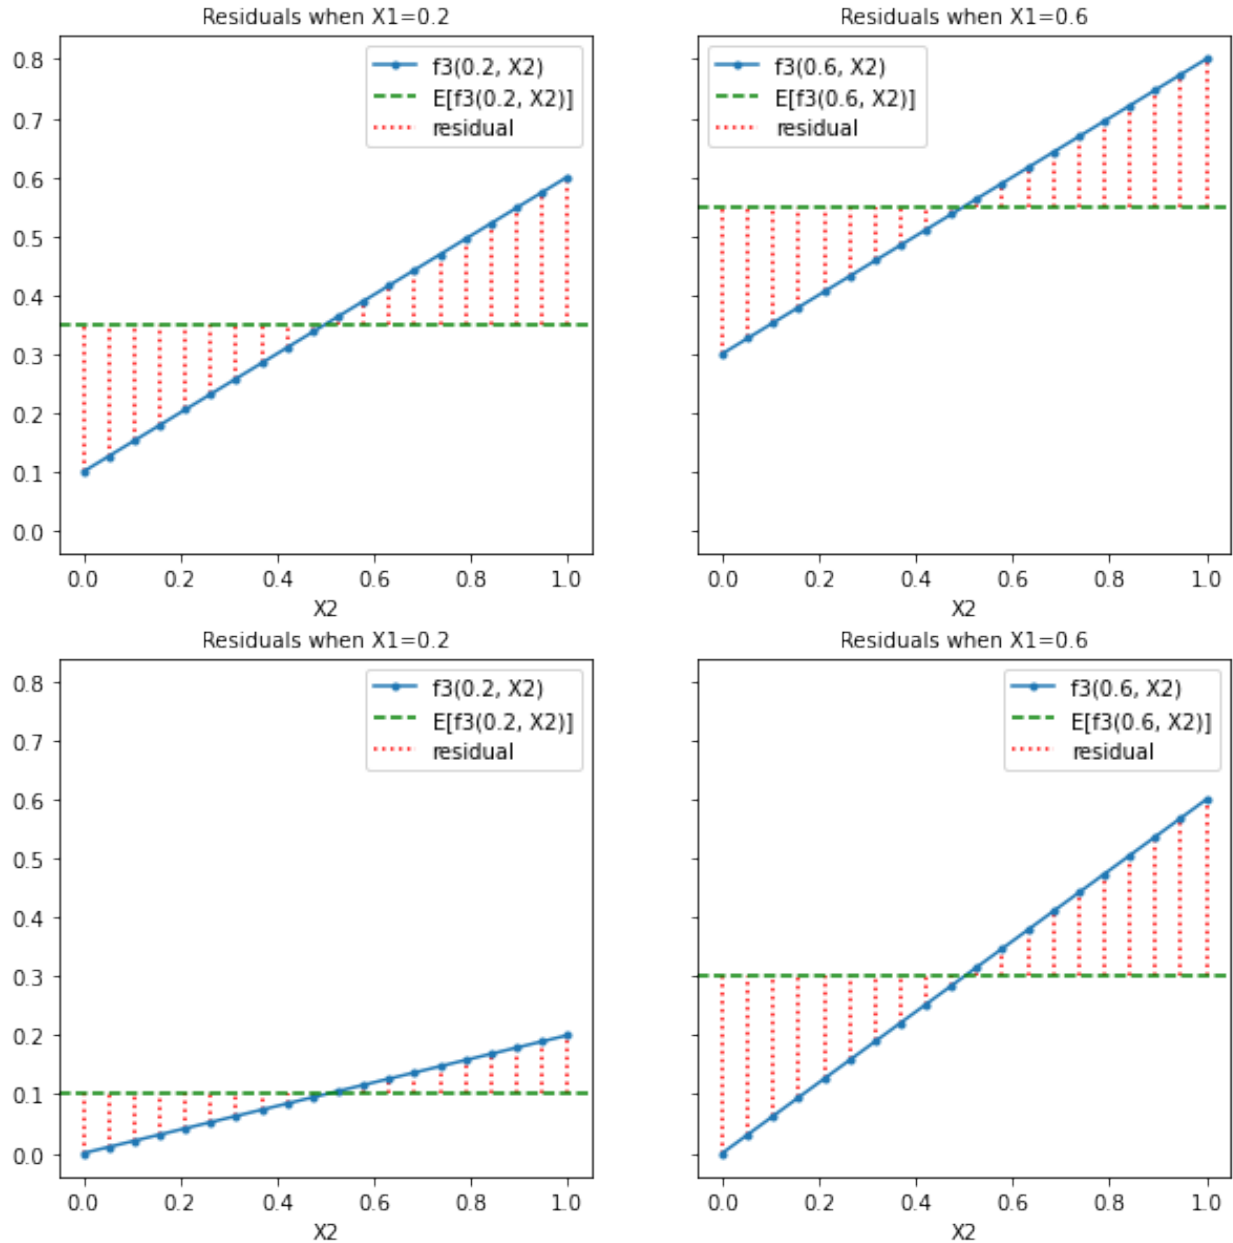 Residuals when X1=0.2
f3(0.2, X2)
E[f3(0.2, X2)]
residual
0.8
0.7
0.6
0.5
0.4
0.3
0.2
0.1
0.0
0.0 0.2 0.4 0.6 0.8 1.0
X2
Residuals when X1=0.6
f3(0.6, X2)
E[f3(0.6, X2)]
residual
0.0 0.2 0.4 0.6 0.8 1.0
X2
Residuals when X1=0.2
f3(0.2, X2)
E[f3(0.2, X2)]
residual
0.8
0.7
0.6
0.5
0.4
0.3
0.2
0.1
0.0
0.0 0.2 0.4 0.6 0.8 1.0
X2
Residuals when X1=0.6
f3(0.6, X2)
E[f3(0.6, X2)]
residual
0.0 0.2 0.4 0.6 0.8 1.0
X2